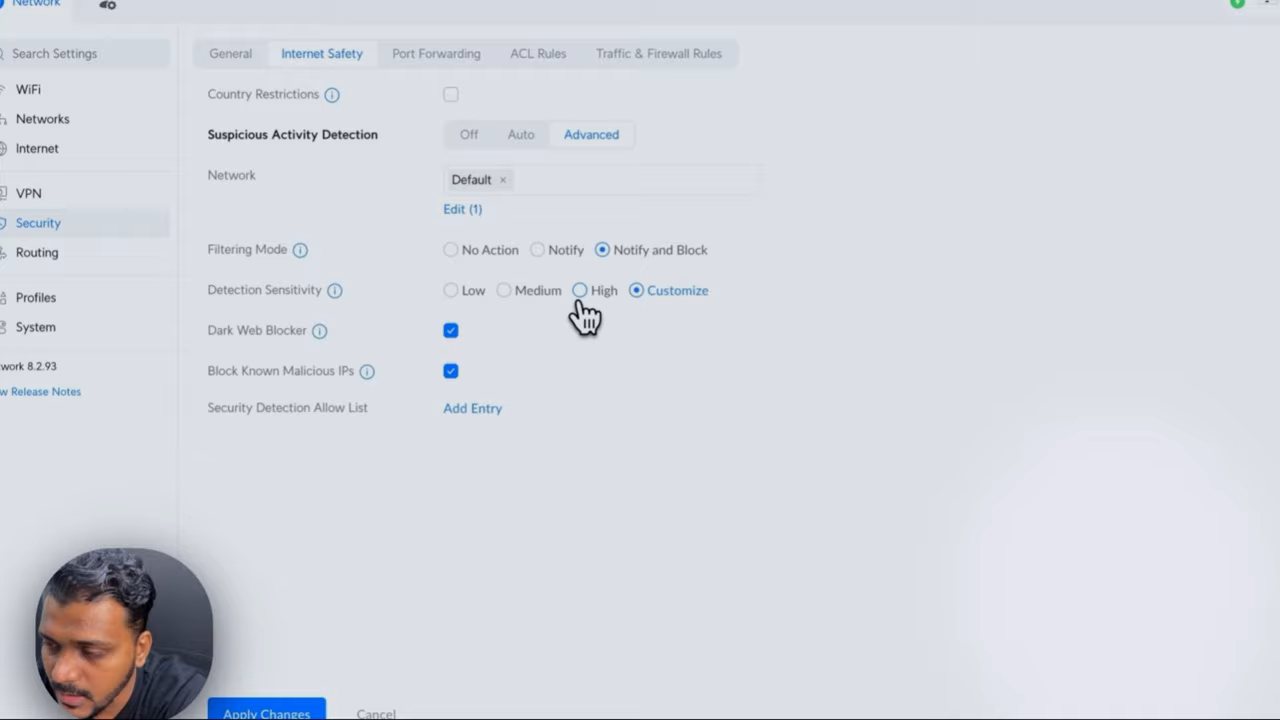 Network
Search Settings
General Internet Safety Port Forwarding ACL Rules Traffic & Firewall Rules
WiFi
Networks
Internet
VPN
Security
Routing
Profiles
System
work 8.2.93
w Release Notes
Country Restrictions
Suspicious Activity Detection Off Auto Advanced
Network Default ×
Edit (1)
Filtering Mode No Action Notify Notify and Block
Detection Sensitivity Low Medium High Customize
Dark Web Blocker
Block Known Malicious IPs
Security Detection Allow List Add Entry
Apply Changes Cancel